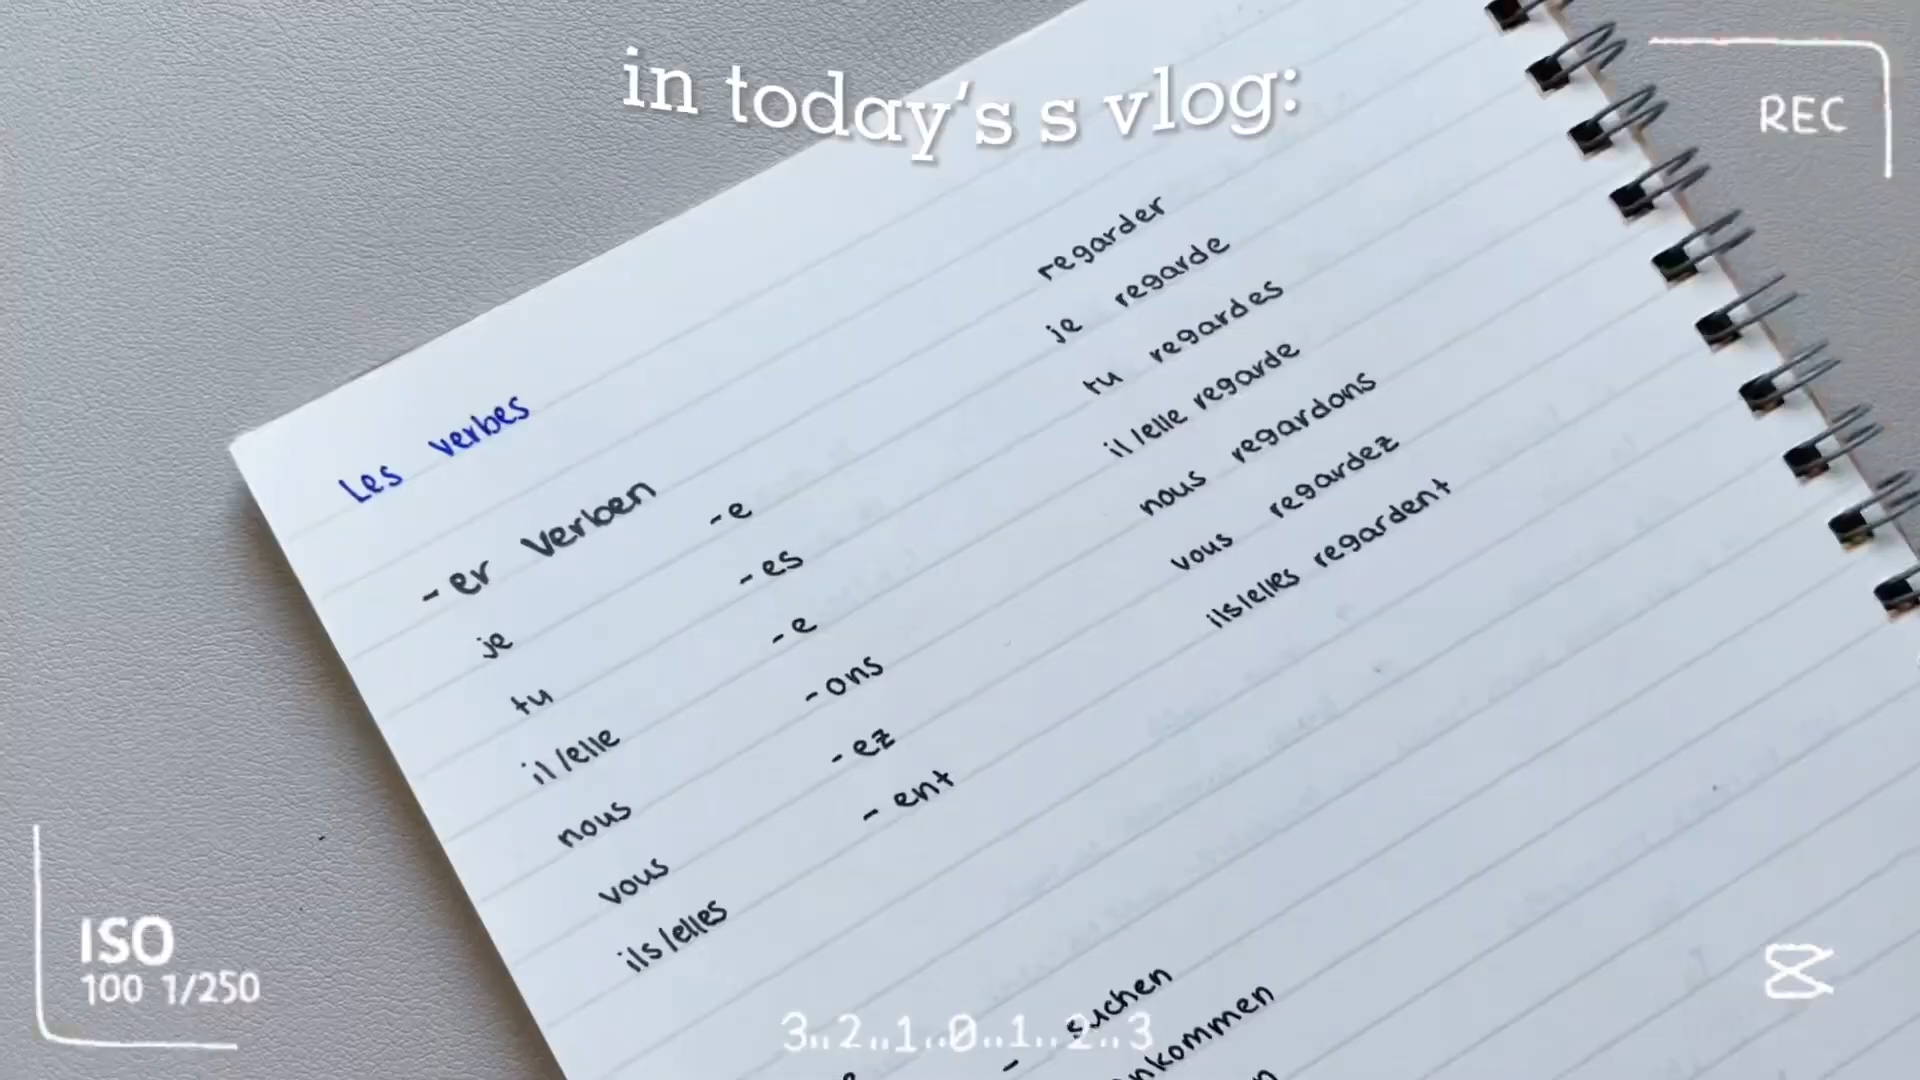 in today's s vlog:
REC
Les verbes
-er Verben
je -e
tu -es
il/elle -e
nous -ons
vous -ez
ils/elles -ent
regarder
je regarde
tu regardes
il/elle regarde
nous regardons
vous regardez
ils/elles regardent
- suchen
ISO
100 1/250
3..2..1..0..1..2..3